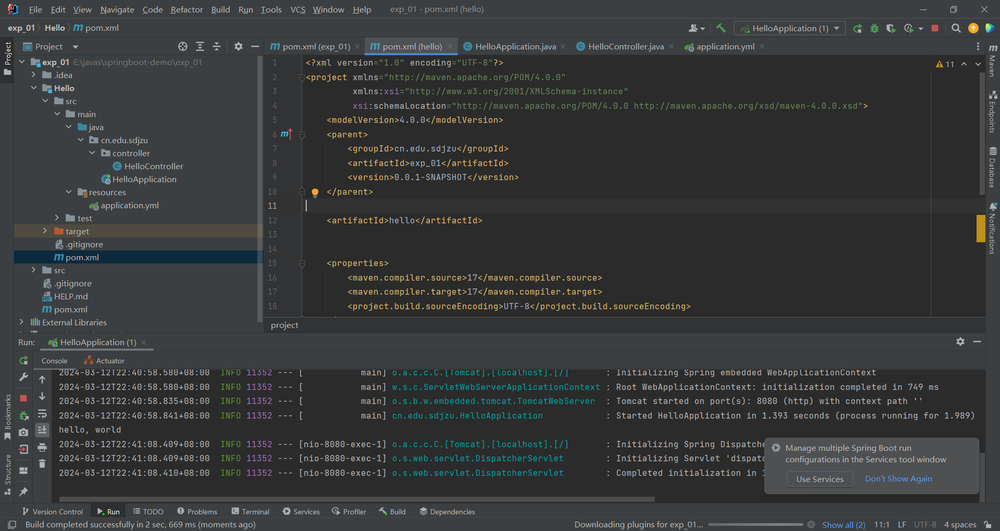 File Edit View Navigate Code Refactor Build Run Tools VCS Window Help exp_01 - pom.xml (hello)
exp_01 Hello m pom.xml
HelloApplication (1)
Project
Project
exp_01 E:\javas\springboot-demo\exp_01
.idea
Hello
src
main
java
cn.edu.sdjzu
controller
HelloController
HelloApplication
resources
application.yml
test
target
.gitignore
pom.xml
src
.gitignore
HELP.md
pom.xml
External Libraries
pom.xml (exp_01) pom.xml (hello) HelloApplication.java HelloController.java application.yml
11
1 <?xml version="1.0" encoding="UTF-8"?>
2 <project xmlns="http://maven.apache.org/POM/4.0.0"
3 xmlns:xsi="http://www.w3.org/2001/XMLSchema-instance"
4 xsi:schemaLocation="http://maven.apache.org/POM/4.0.0 http://maven.apache.org/xsd/maven-4.0.0.xsd">
5 <modelVersion>4.0.0</modelVersion>
6 <parent>
7 <groupId>cn.edu.sdjzu</groupId>
8 <artifactId>exp_01</artifactId>
9 <version>0.0.1-SNAPSHOT</version>
10 </parent>
11
12 <artifactId>hello</artifactId>
13
14
15 <properties>
16 <maven.compiler.source>17</maven.compiler.source>
17 <maven.compiler.target>17</maven.compiler.target>
18 <project.build.sourceEncoding>UTF-8</project.build.sourceEncoding>
project
Maven
Endpoints
Database
Notifications
Run: HelloApplication (1)
Console Actuator
2024-03-12T22:40:58.580+08:00 INFO 11352 --- [ main] o.a.c.c.C.[Tomcat].[localhost].[/] : Initializing Spring embedded WebApplicationContext
2024-03-12T22:40:58.580+08:00 INFO 11352 --- [ main] w.s.c.ServletWebServerApplicationContext : Root WebApplicationContext: initialization completed in 749 ms
2024-03-12T22:40:58.835+08:00 INFO 11352 --- [ main] o.s.b.w.embedded.tomcat.TomcatWebServer : Tomcat started on port(s): 8080 (http) with context path ''
2024-03-12T22:40:58.841+08:00 INFO 11352 --- [ main] cn.edu.sdjzu.HelloApplication : Started HelloApplication in 1.393 seconds (process running for 1.989)
hello, world
2024-03-12T22:41:08.409+08:00 INFO 11352 --- [nio-8080-exec-1] o.a.c.c.C.[Tomcat].[localhost].[/] : Initializing Spring Dispatche
2024-03-12T22:41:08.409+08:00 INFO 11352 --- [nio-8080-exec-1] o.s.web.servlet.DispatcherServlet : Initializing Servlet 'dispatc
2024-03-12T22:41:08.410+08:00 INFO 11352 --- [nio-8080-exec-1] o.s.web.servlet.DispatcherServlet : Completed initialization in 1
Manage multiple Spring Boot run
configurations in the Services tool window
Use Services Don't Show Again
Bookmarks
Structure
Version Control Run TODO Problems Terminal Services Profiler Build Dependencies
Build completed successfully in 2 sec, 669 ms (moments ago) Downloading plugins for exp_01... Show all (2) 11:1 LF UTF-8 4 spaces